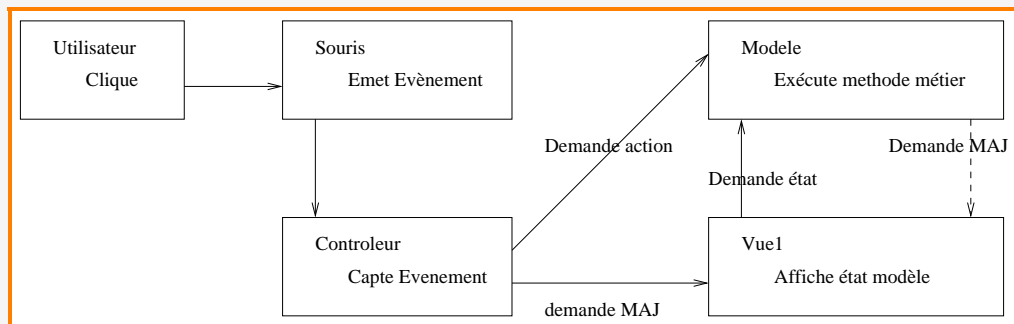 Utilisateur
Clique
Souris
Emet Evènement
Modele
Exécute methode métier
Demande action
Demande MAJ
Demande état
Controleur
Capte Evenement
Vue1
Affiche état modèle
demande MAJ